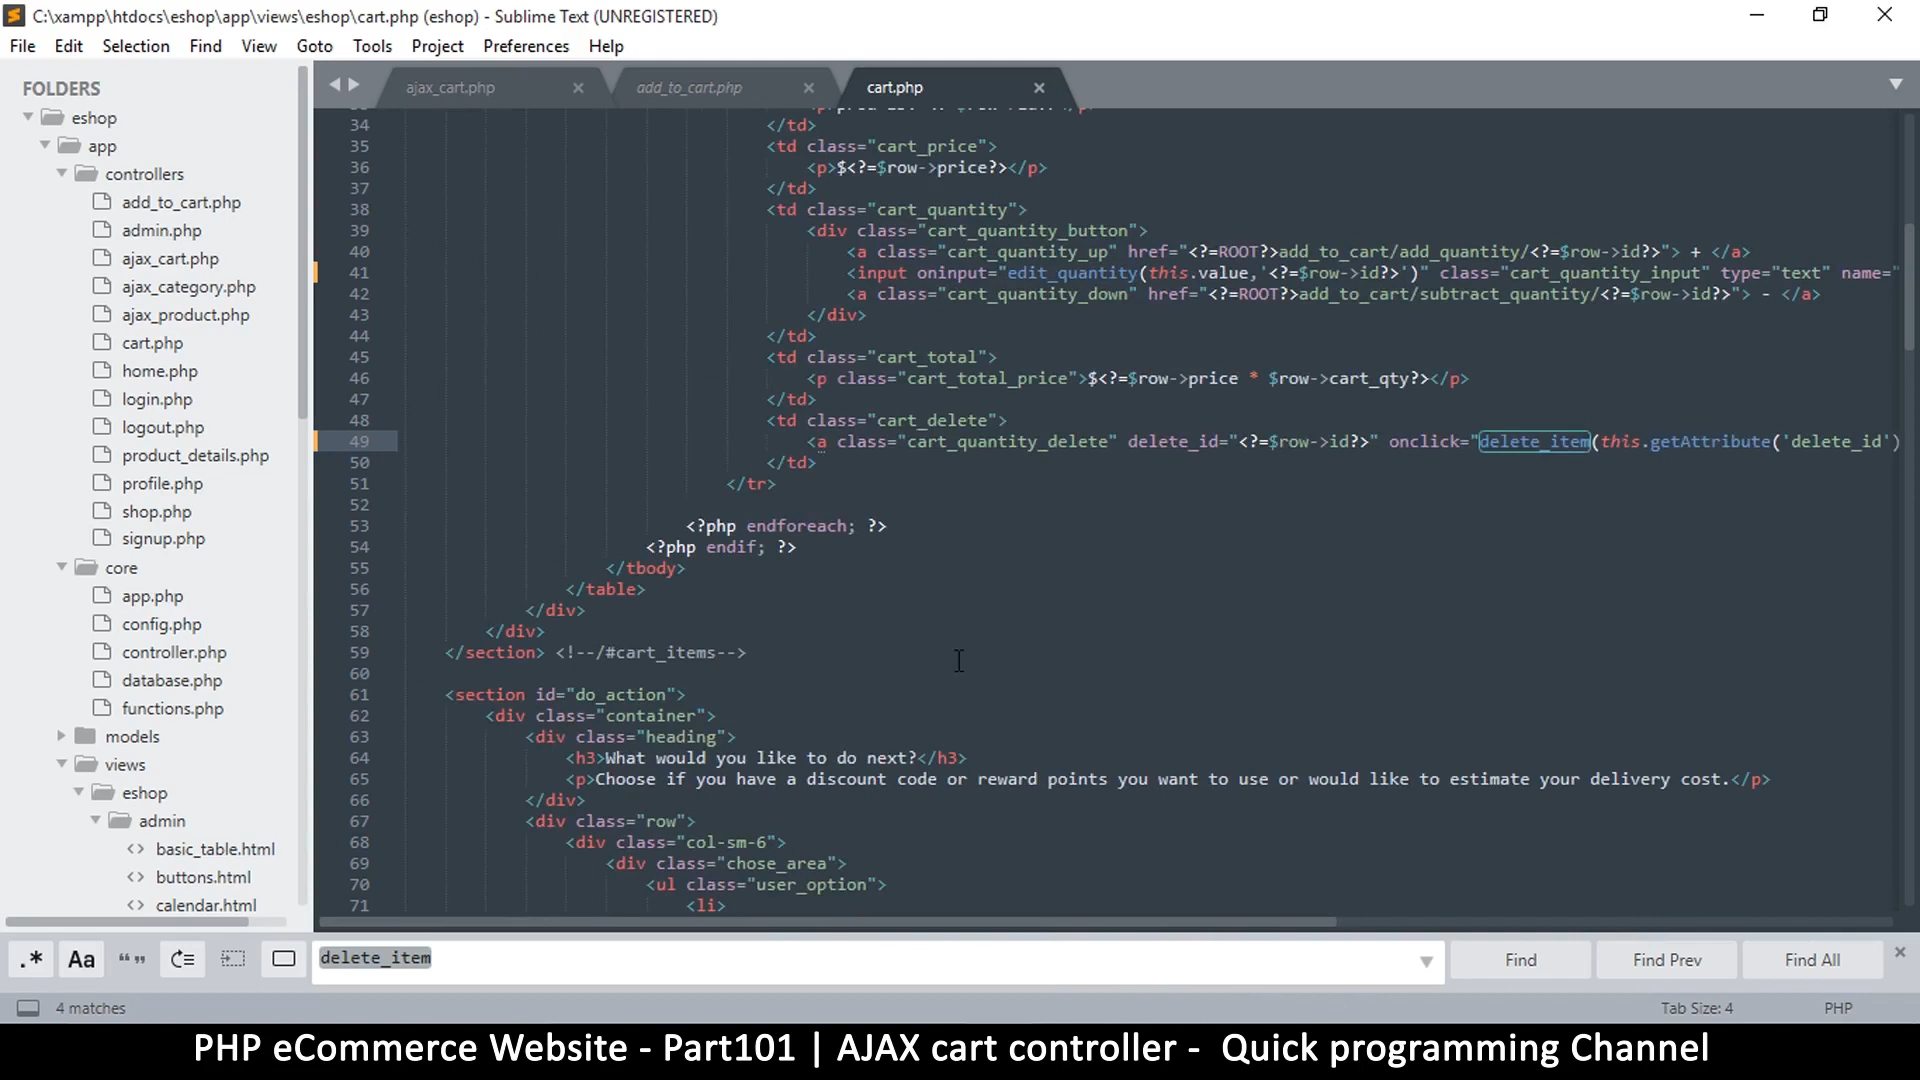 C:\xampp\htdocs\eshop\app\views\eshop\cart.php (eshop) - Sublime Text (UNREGISTERED)
File Edit Selection Find View Goto Tools Project Preferences Help
FOLDERS
eshop
app
controllers
add_to_cart.php
admin.php
ajax_cart.php
ajax_category.php
ajax_product.php
cart.php
home.php
login.php
logout.php
product_details.php
profile.php
shop.php
signup.php
core
app.php
config.php
controller.php
database.php
functions.php
models
views
eshop
admin
basic_table.html
buttons.html
calendar.html
ajax_cart.php add_to_cart.php cart.php
34 </td>
35 <td class="cart_price">
36 <p>$<?=$row->price?></p>
37 </td>
38 <td class="cart_quantity">
39 <div class="cart_quantity_button">
40 <a class="cart_quantity_up" href="<?=ROOT?>add_to_cart/add_quantity/<?=$row->id?>"> + </a>
41 <input oninput="edit_quantity(this.value,'<?=$row->id?>')" class="cart_quantity_input" type="text" name="
42 <a class="cart_quantity_down" href="<?=ROOT?>add_to_cart/subtract_quantity/<?=$row->id?>"> - </a>
43 </div>
44 </td>
45 <td class="cart_total">
46 <p class="cart_total_price">$<?=$row->price * $row->cart_qty?></p>
47 </td>
48 <td class="cart_delete">
49 <a class="cart_quantity_delete" delete_id="<?=$row->id?>" onclick="delete_item(this.getAttribute('delete_id')
50 </td>
51 </tr>
52
53 <?php endforeach; ?>
54 <?php endif; ?>
55 </tbody>
56 </table>
57 </div>
58 </div>
59 </section> <!--/#cart_items-->
60
61 <section id="do_action">
62 <div class="container">
63 <div class="heading">
64 <h3>What would you like to do next?</h3>
65 <p>Choose if you have a discount code or reward points you want to use or would like to estimate your delivery cost.</p>
66 </div>
67 <div class="row">
68 <div class="col-sm-6">
69 <div class="chose_area">
70 <ul class="user_option">
71 <li>
.* Aa “” delete_item Find Find Prev Find All
4 matches Tab Size: 4 PHP
PHP eCommerce Website - Part101 | AJAX cart controller - Quick programming Channel